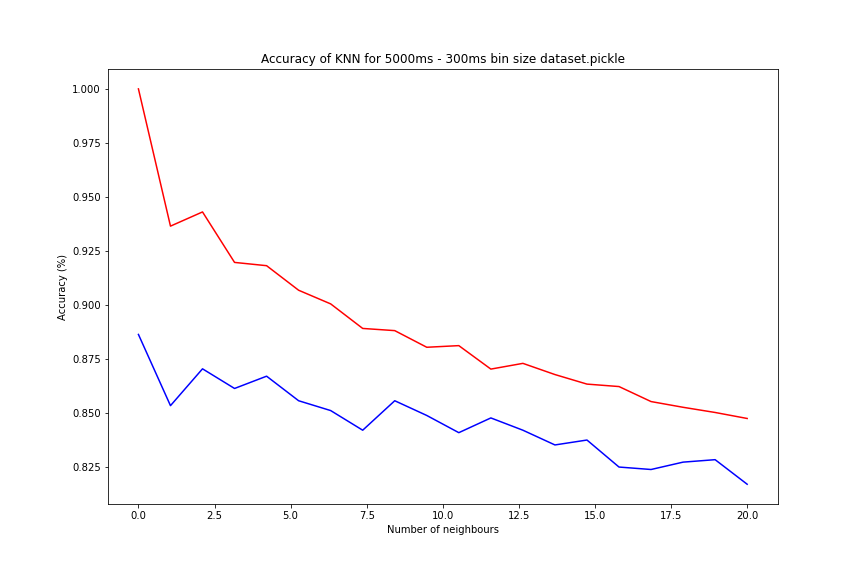 Accuracy of KNN for 5000ms - 300ms bin size dataset.pickle
1.000
0.975
0.950
0.925
0.900
0.875
0.850
0.825
Accuracy (%)
0.0 2.5 5.0 7.5 10.0 12.5 15.0 17.5 20.0
Number of neighbours